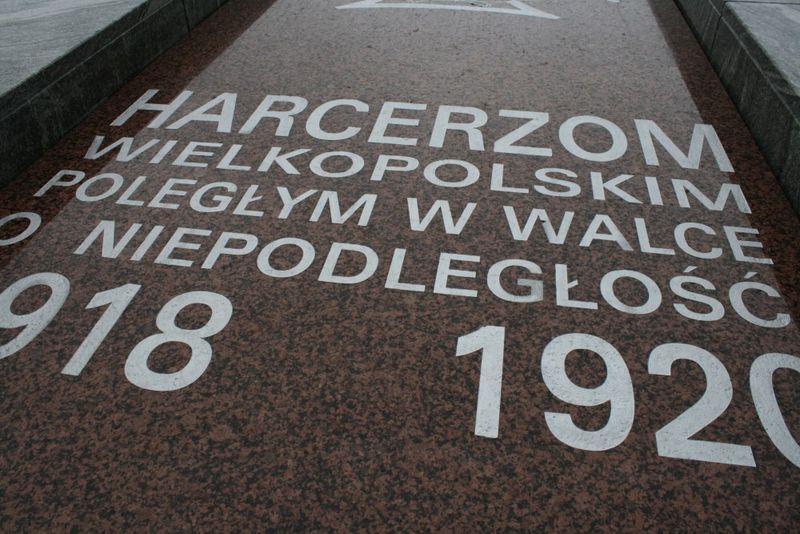 HARCERZOM
WIELKOPOLSKIM
POLEGŁYM W WALCE
O NIEPODLEGŁOŚĆ
918 1920